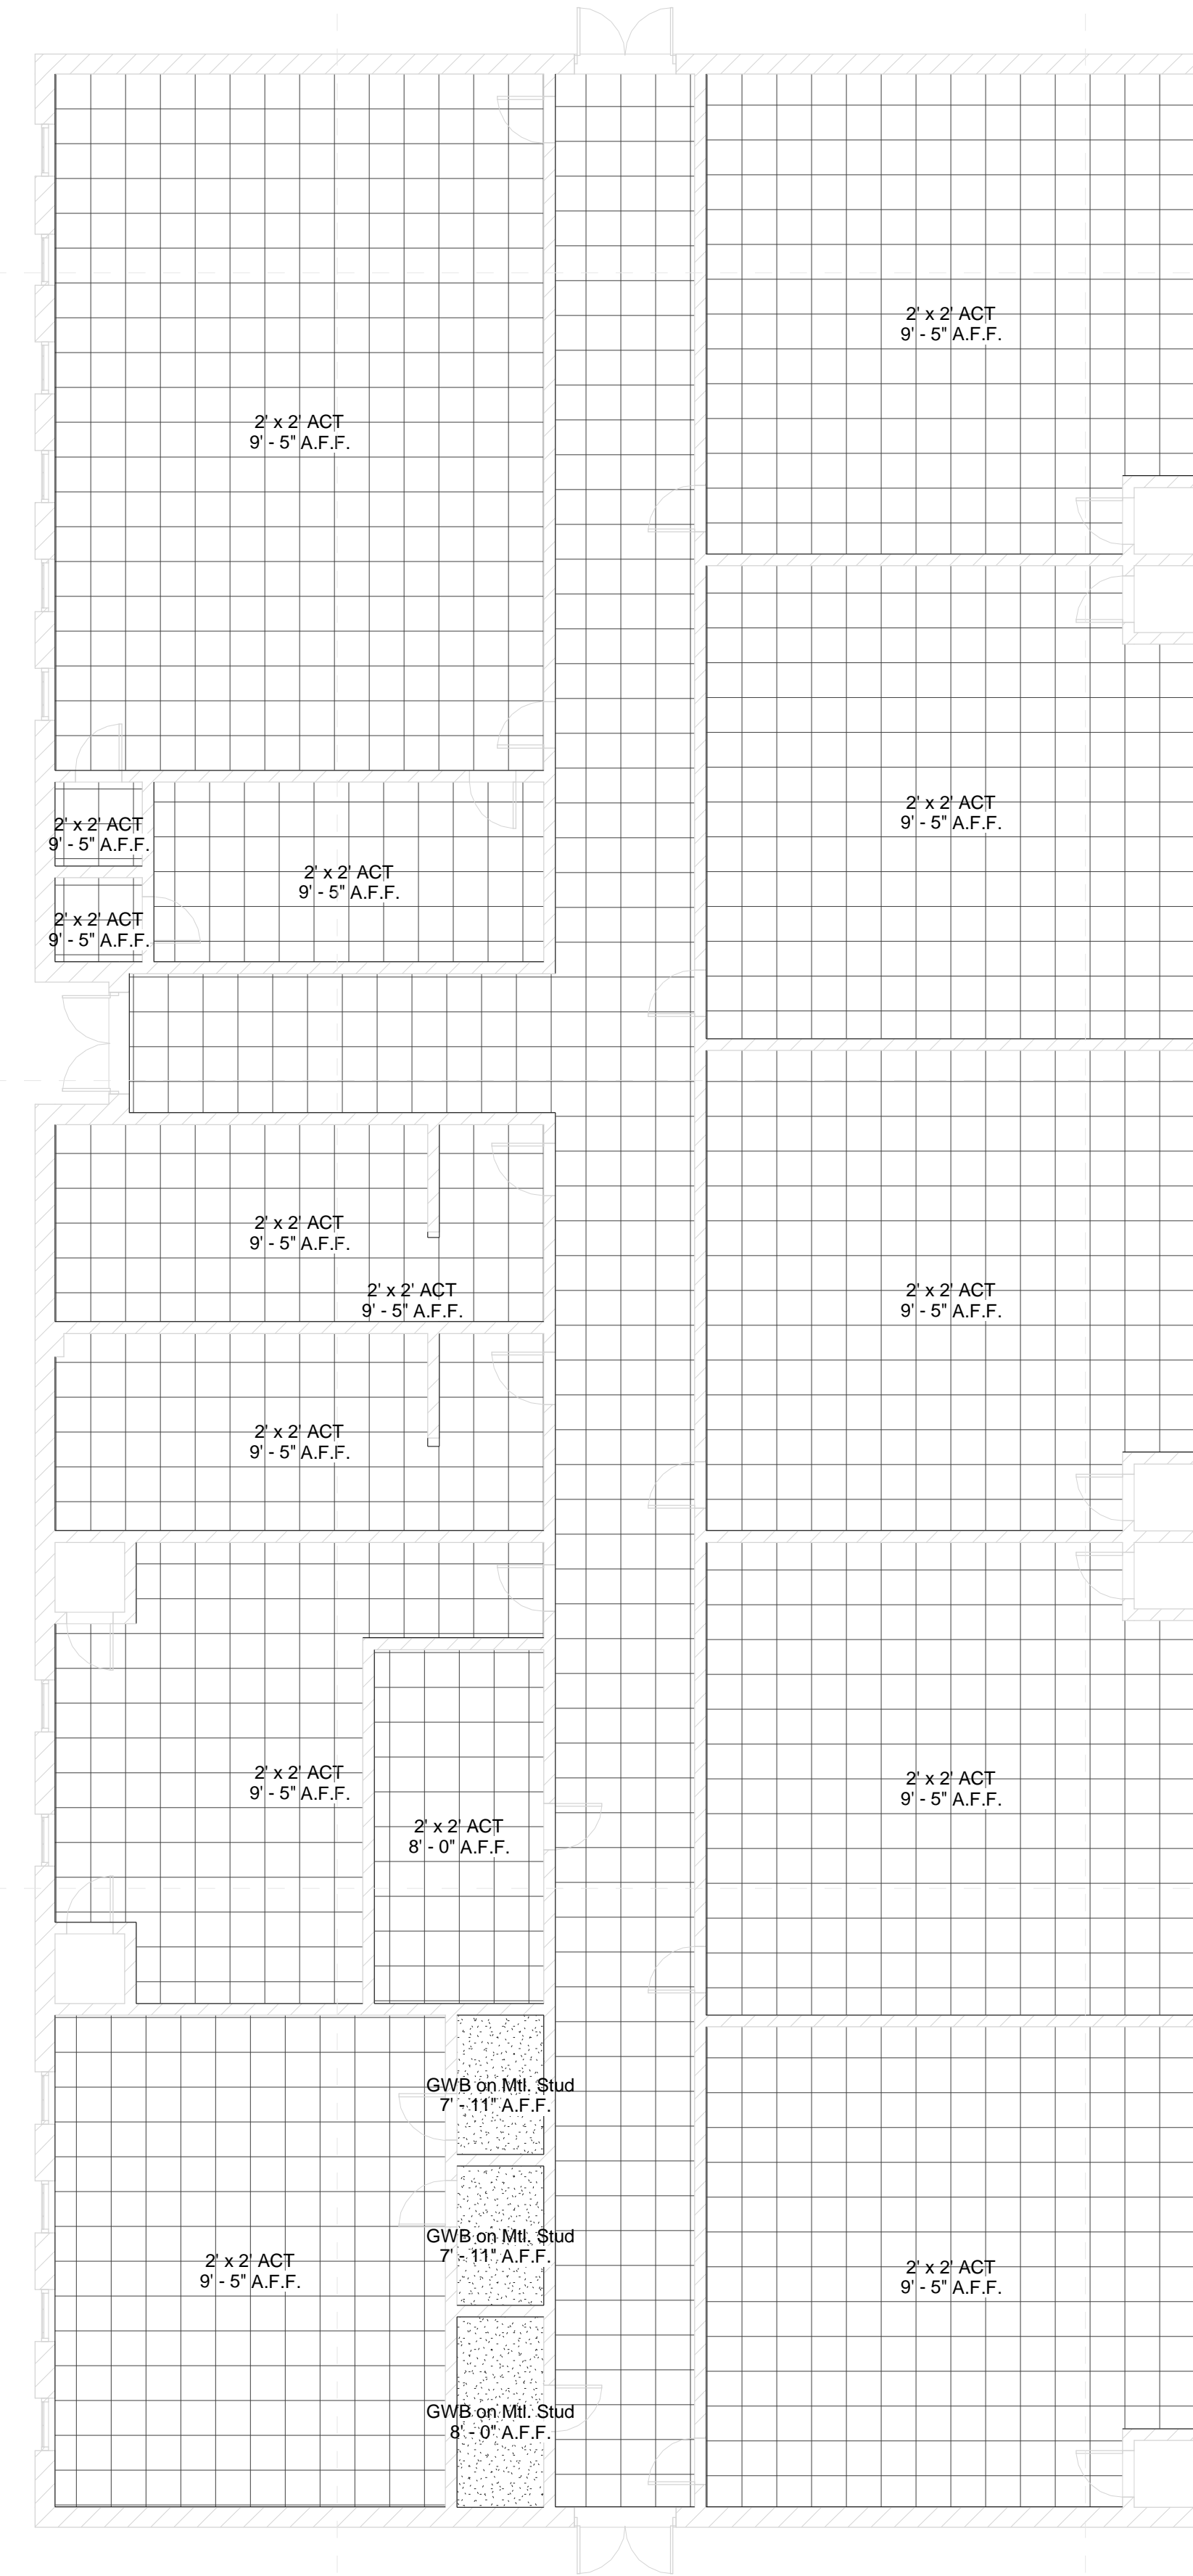 2' x 2' ACT
9' - 5" A.F.F.
2' x 2' ACT
9' - 5" A.F.F.
2' x 2' ACT
9' - 5" A.F.F.
2' x 2' ACT
9' - 5" A.F.F.
2' x 2' ACT
9' - 5" A.F.F.
2' x 2' ACT
9' - 5" A.F.F.
2' x 2' ACT
9' - 5" A.F.F.
2' x 2' ACT
9' - 5" A.F.F.
2' x 2' ACT
9' - 5" A.F.F.
2' x 2' ACT
9' - 5" A.F.F.
2' x 2' ACT
9' - 5" A.F.F.
2' x 2' ACT
9' - 5" A.F.F.
2' x 2' ACT
8' - 0" A.F.F.
GWB on Mtl. Stud
7' - 11" A.F.F.
GWB on Mtl. Stud
7' - 11" A.F.F.
2' x 2' ACT
9' - 5" A.F.F.
2' x 2' ACT
9' - 5" A.F.F.
GWB on Mtl. Stud
8' - 0" A.F.F.